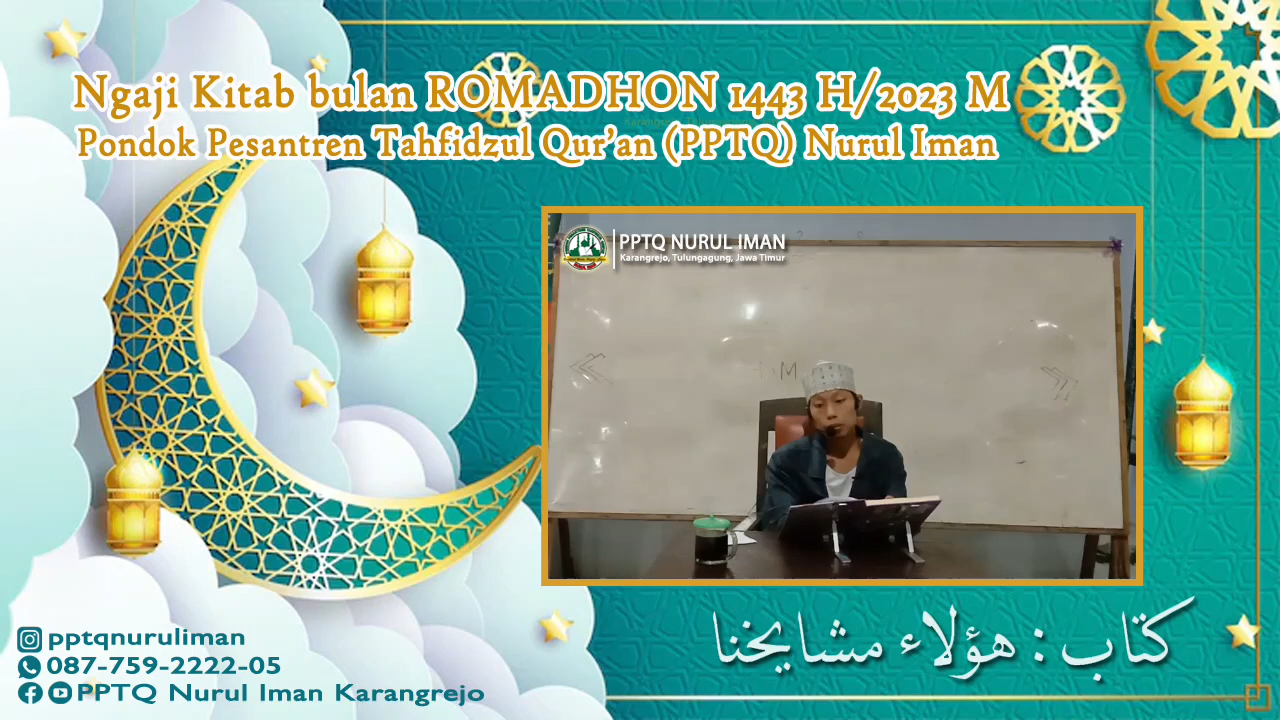 Ngaji Kitab bulan ROMADHON 1443 H/2023 M
Pondok Pesantren Tahfidzul Qur'an (PPTQ) Nurul Iman
PPTQ NURUL IMAN
Karangrejo, Tulungagung, Jawa Timur
M
كتاب : هؤلاء مشايخنا
pptqnuruliman
087-759-2222-05
PPTQ Nurul Iman Karangrejo